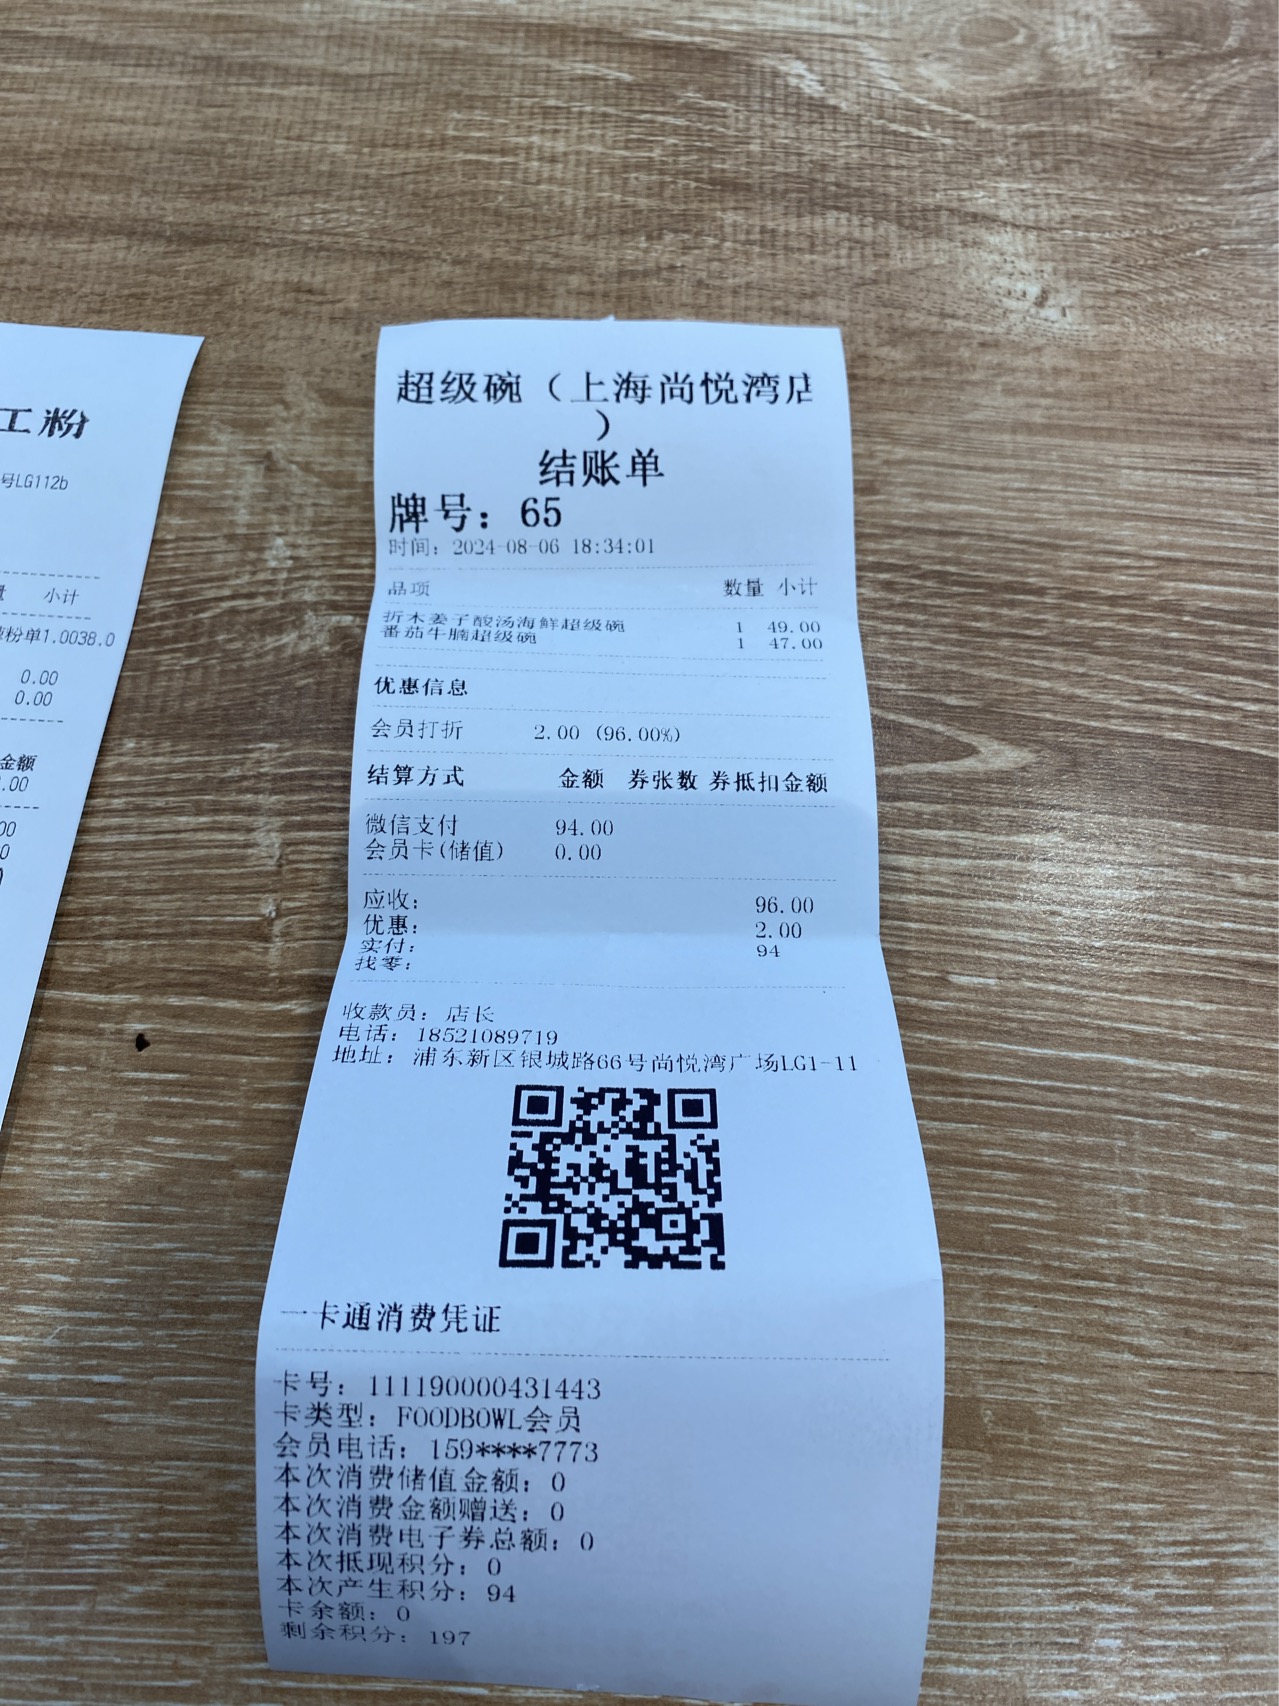 工粉
号LG112b
量 小计
粉单1.0038.0
0.00
0.00
金额
.00
00
0
超级碗（上海尚悦湾店
）
结账单
牌号：65
时间：2024-08-06 18:34:01
品项 数量 小计
折木姜子酸汤海鲜超级碗 1 49.00
番茄牛腩超级碗 1 47.00
优惠信息
会员打折 2.00 (96.00%)
结算方式 金额 券张数 券抵扣金额
微信支付 94.00
会员卡(储值) 0.00
应收： 96.00
优惠： 2.00
实付： 94
找零：
收款员：店长
电话：18521089719
地址：浦东新区银城路66号尚悦湾广场LG1-11
一卡通消费凭证
卡号：111190000431443
卡类型：FOODBOWL会员
会员电话：159****7773
本次消费储值金额：0
本次消费金额赠送：0
本次消费电子券总额：0
本次抵现积分：0
本次产生积分：94
卡余额：0
剩余积分：197